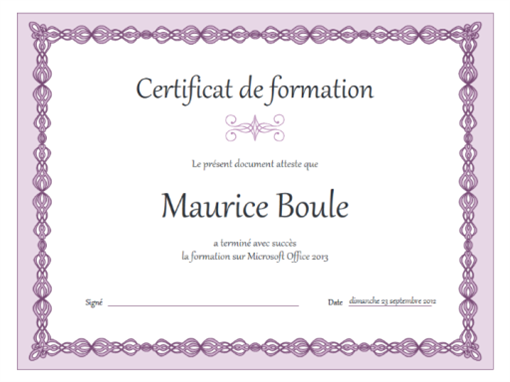 Certificat de formation
Le présent document atteste que
Maurice Boule
a terminé avec succès
la formation sur Microsoft Office 2013
Signé Date dimanche 23 septembre 2012